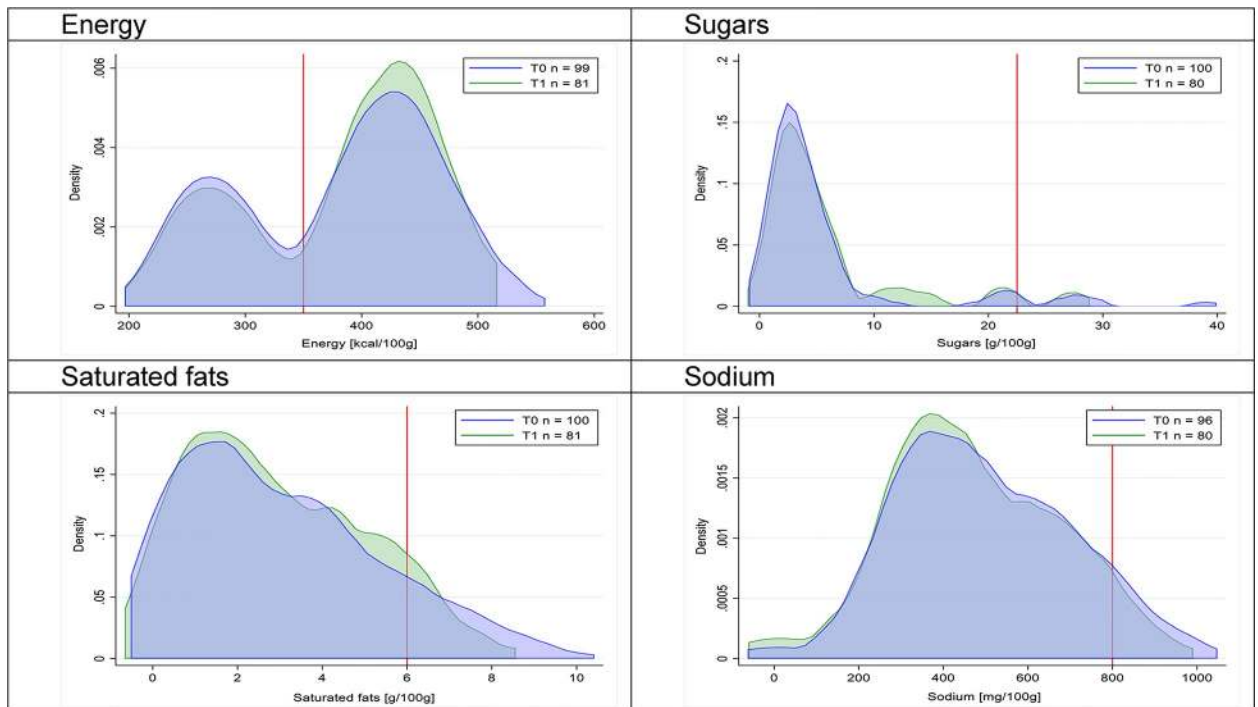 Energy
Density
0 .002 .004 .006
T0 n = 99
T1 n = 81
200 300 400 500 600
Energy [kcal/100g]
Sugars
Density
0 .05 .1 .15 .2
T0 n = 100
T1 n = 80
0 10 20 30 40
Sugars [g/100g]
Saturated fats
Density
0 .05 .1 .15 .2
T0 n = 100
T1 n = 81
0 2 4 6 8 10
Saturated fats [g/100g]
Sodium
Density
0 .0005 .001 .0015 .002
T0 n = 96
T1 n = 80
0 200 400 600 800 1000
Sodium [mg/100g]